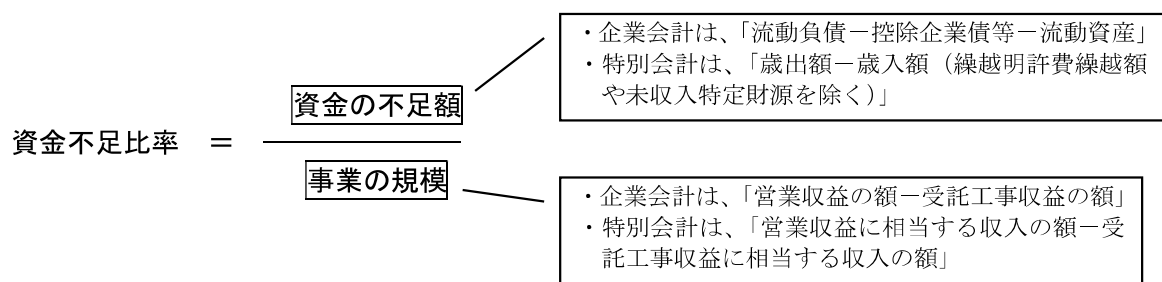 ・企業会計は、「流動負債－控除企業債等－流動資産」
・特別会計は、「歳出額－歳入額（繰越明許費繰越額
や未収入特定財源を除く）」
資金の不足額
資金不足比率 ＝
事業の規模
・企業会計は、「営業収益の額－受託工事収益の額」
・特別会計は、「営業収益に相当する収入の額－受
託工事収益に相当する収入の額」